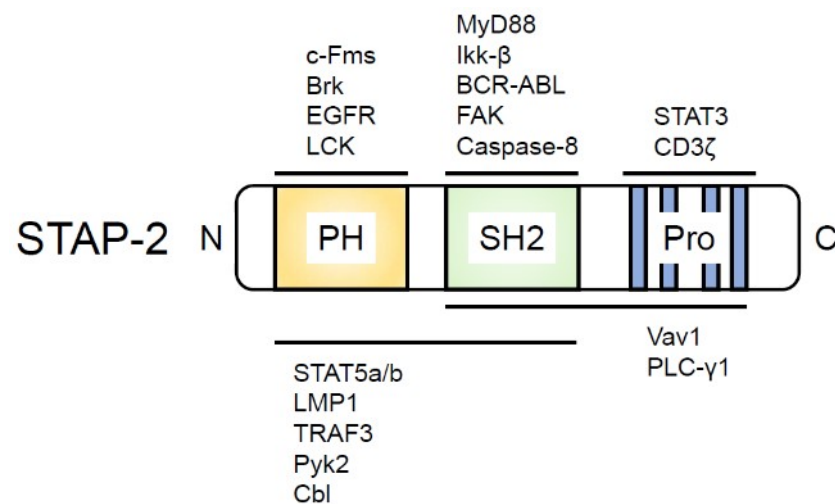 c-Fms
Brk
EGFR
LCK
MyD88
Ikk-β
BCR-ABL
FAK
Caspase-8
STAT3
CD3ζ
STAP-2 N PH SH2 Pro C
Vav1
PLC-γ1
STAT5a/b
LMP1
TRAF3
Pyk2
Cbl